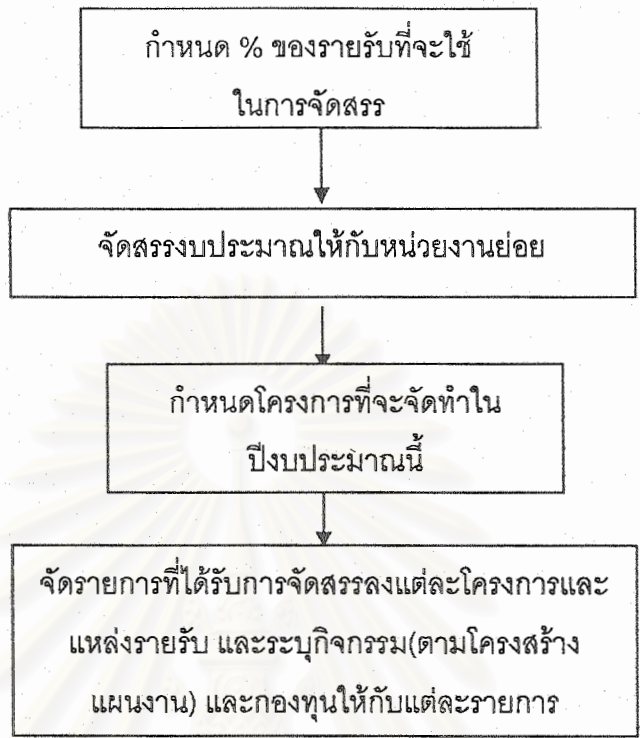 กำหนด % ของรายรับที่จะใช้
ในการจัดสรร
จัดสรรงบประมาณให้กับหน่วยงานย่อย
กำหนดโครงการที่จะจัดทำใน
ปีงบประมาณนี้
จัดรายการที่ได้รับการจัดสรรลงแต่ละโครงการและ
แหล่งรายรับ และระบุกิจกรรม(ตามโครงสร้าง
แผนงาน) และกองทุนให้กับแต่ละรายการ